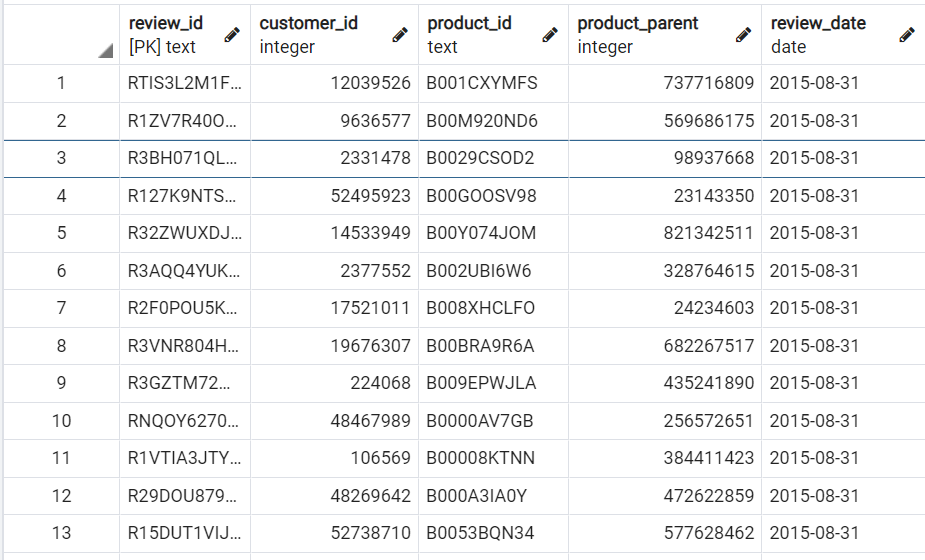 review_id customer_id product_id product_parent review_date
[PK] text integer text integer date
1 RTIS3L2M1F... 12039526 B001CXYMFS 737716809 2015-08-31
2 R1ZV7R40O... 9636577 B00M920ND6 569686175 2015-08-31
3 R3BH071QL... 2331478 B0029CSOD2 98937668 2015-08-31
4 R127K9NTS... 52495923 B00GOOSV98 23143350 2015-08-31
5 R32ZWUXDJ... 14533949 B00Y074JOM 821342511 2015-08-31
6 R3AQQ4YUK... 2377552 B002UBI6W6 328764615 2015-08-31
7 R2F0POU5K... 17521011 B008XHCLFO 24234603 2015-08-31
8 R3VNR804H... 19676307 B00BRA9R6A 682267517 2015-08-31
9 R3GZTM72... 224068 B009EPWJLA 435241890 2015-08-31
10 RNQOY6270... 48467989 B0000AV7GB 256572651 2015-08-31
11 R1VTIA3JTY... 106569 B00008KTNN 384411423 2015-08-31
12 R29DOU879... 48269642 B000A3IA0Y 472622859 2015-08-31
13 R15DUT1VIJ... 52738710 B0053BQN34 577628462 2015-08-31